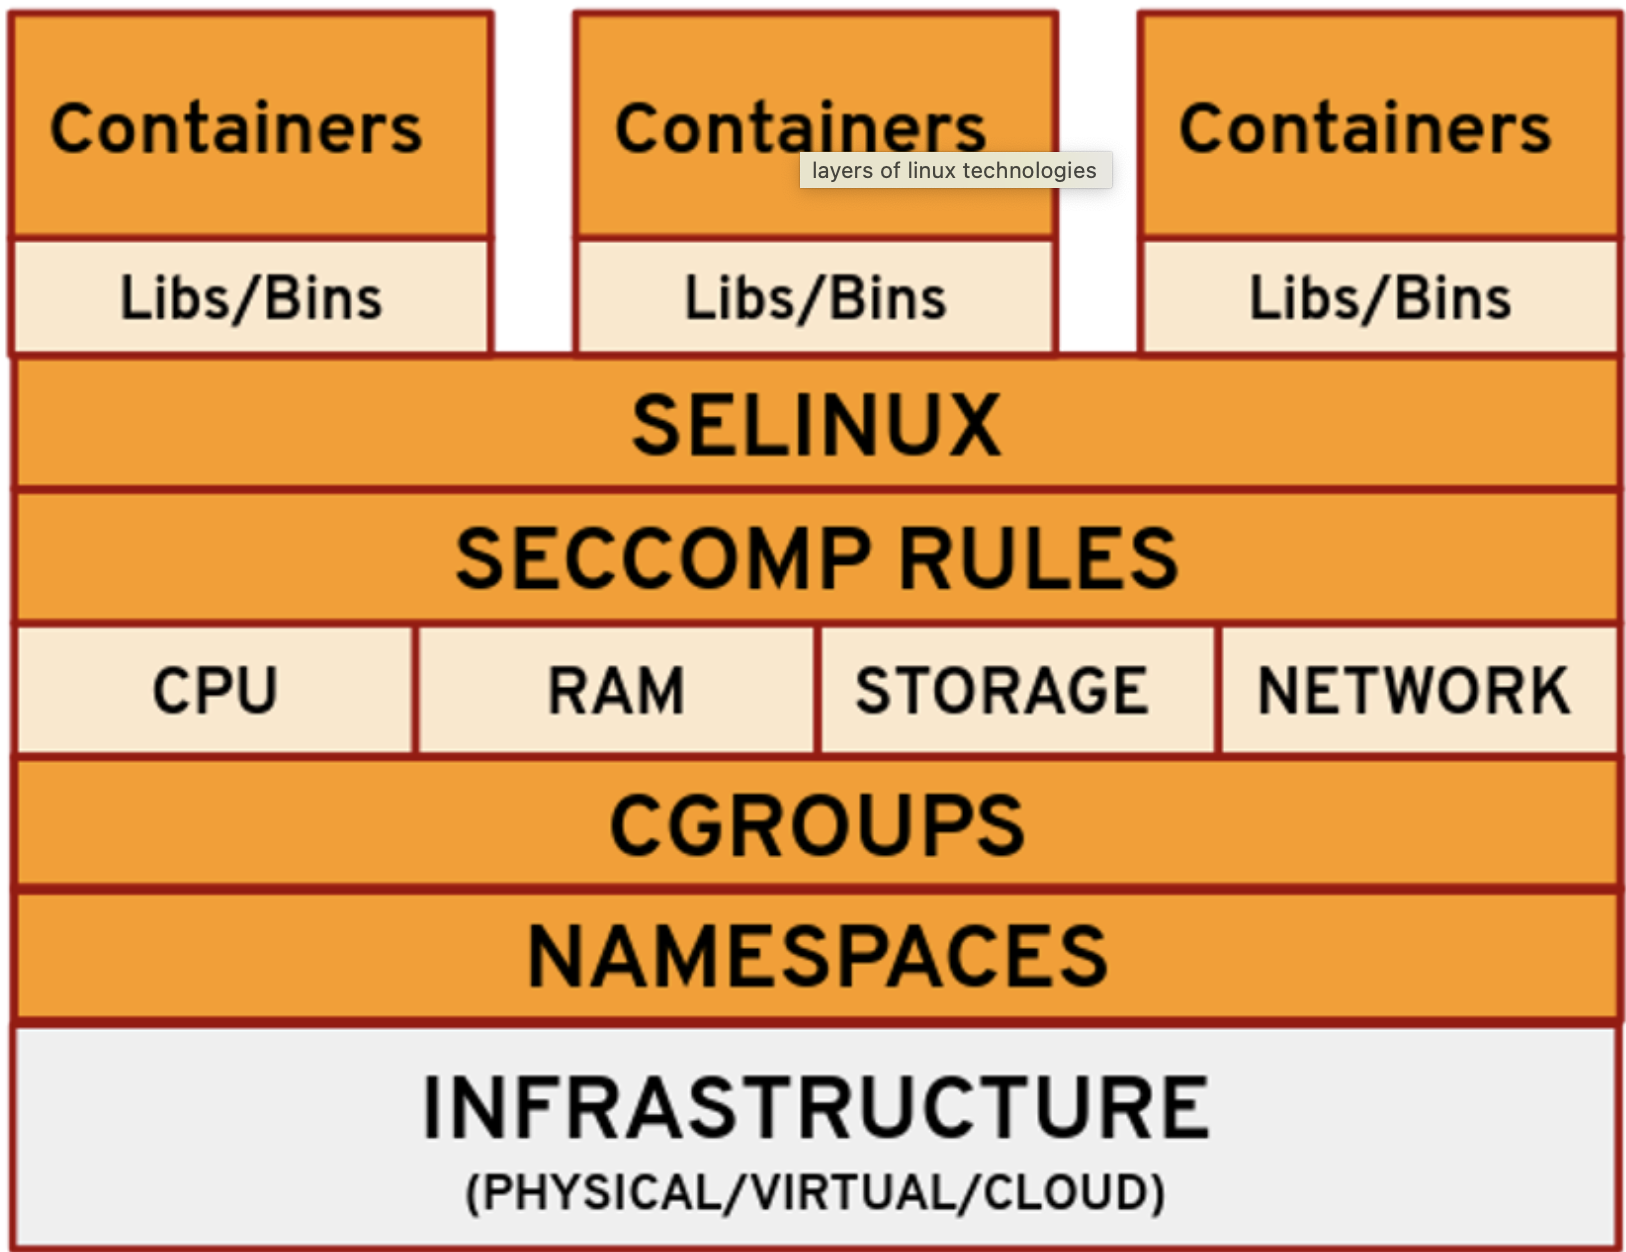 Containers Containers Containers
layers of linux technologies
Libs/Bins Libs/Bins Libs/Bins
SELINUX
SECCOMP RULES
CPU RAM STORAGE NETWORK
CGROUPS
NAMESPACES
INFRASTRUCTURE
(PHYSICAL/VIRTUAL/CLOUD)